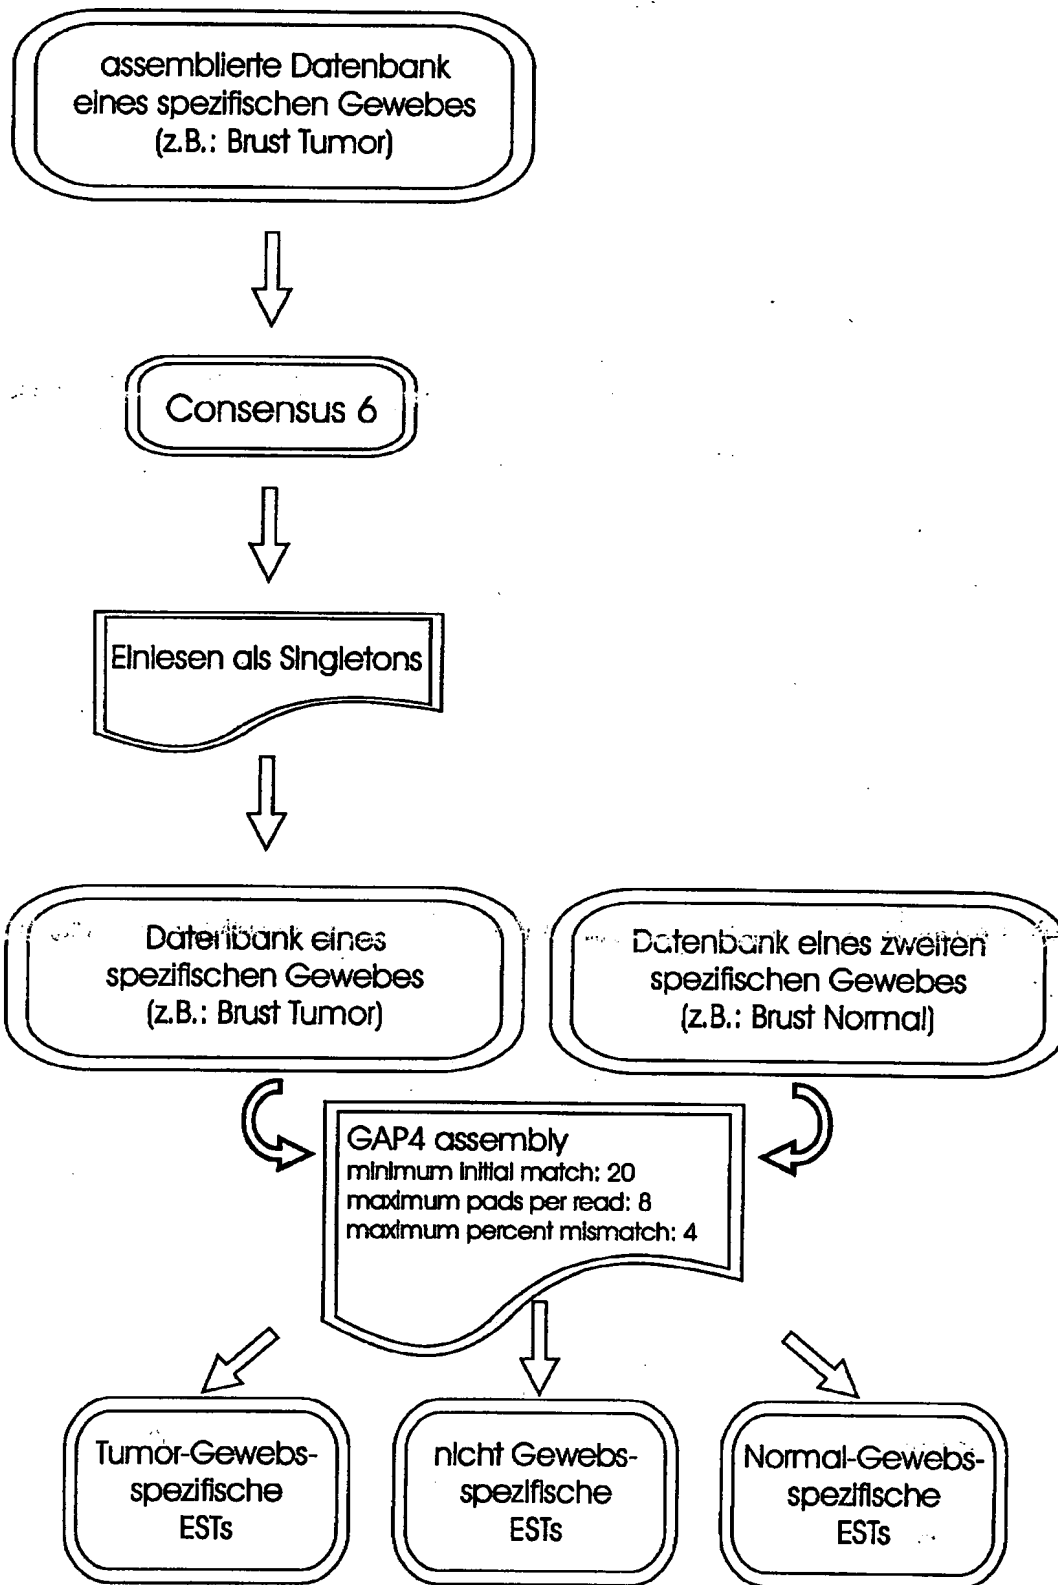 assemblierte Datenbank
eines spezifischen Gewebes
(z.B.: Brust Tumor)
Consensus 6
Einlesen als Singletons
Datenbank eines
spezifischen Gewebes
(z.B.: Brust Tumor)
Datenbank eines zweiten
spezifischen Gewebes
(z.B.: Brust Normal)
GAP4 assembly
minimum initial match: 20
maximum pads per read: 8
maximum percent mismatch: 4
Tumor-Gewebs-
spezifische
ESTs
nicht Gewebs-
spezifische
ESTs
Normal-Gewebs-
spezifische
ESTs